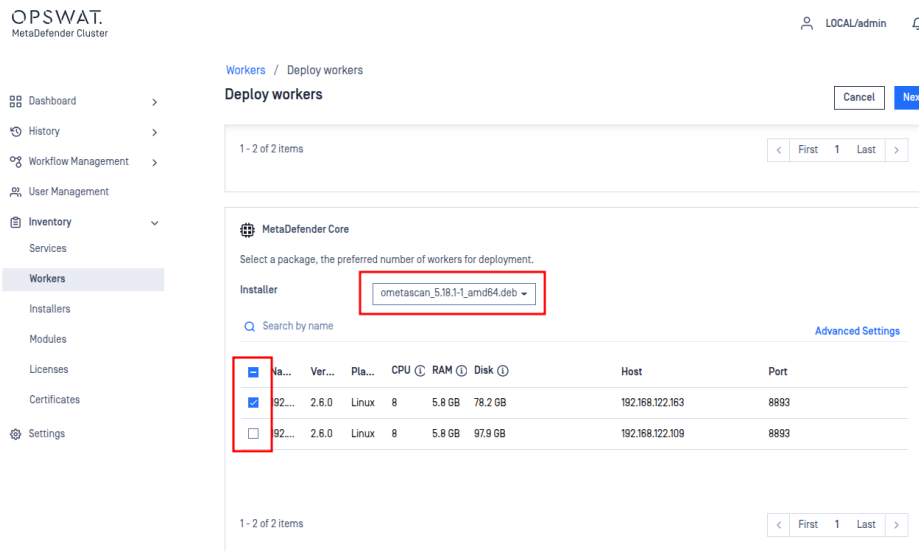 OPSWAT.
MetaDefender Cluster
LOCAL/admin
Workers / Deploy workers
Deploy workers
Cancel
Nex
Dashboard
History
Workflow Management
User Management
Inventory
Services
Workers
Installers
Modules
Licenses
Certificates
Settings
1 - 2 of 2 items
< First 1 Last >
MetaDefender Core
Select a package, the preferred number of workers for deployment.
Installer
ometascan_5.18.1-1_amd64.deb
Search by name
Advanced Settings
Na... Ver... Pla... CPU RAM Disk Host Port
192.... 2.6.0 Linux 8 5.8 GB 78.2 GB 192.168.122.163 8893
192.... 2.6.0 Linux 8 5.8 GB 97.9 GB 192.168.122.109 8893
1 - 2 of 2 items
< First 1 Last >